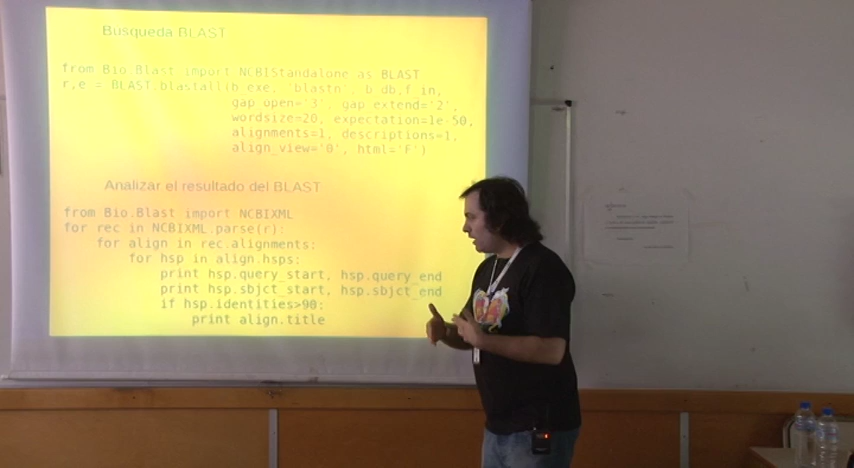 Busqueda BLAST
from Bio.Blast import NCBIStandalone as BLAST
r,e = BLAST.blastall(b_exe, 'blastn', b_db,f_in,
gap_open='3', gap_extend='2',
wordsize=20, expectation=1e-50,
alignments=1, descriptions=1,
align_view='0', html='F')
Analizar el resultado del BLAST
from Bio.Blast import NCBIXML
for rec in NCBIXML.parse(r):
for align in rec.alignments:
for hsp in align.hsps:
print hsp.query_start, hsp.query_end
print hsp.sbjct_start, hsp.sbjct_end
if hsp.identities>90:
print align.title